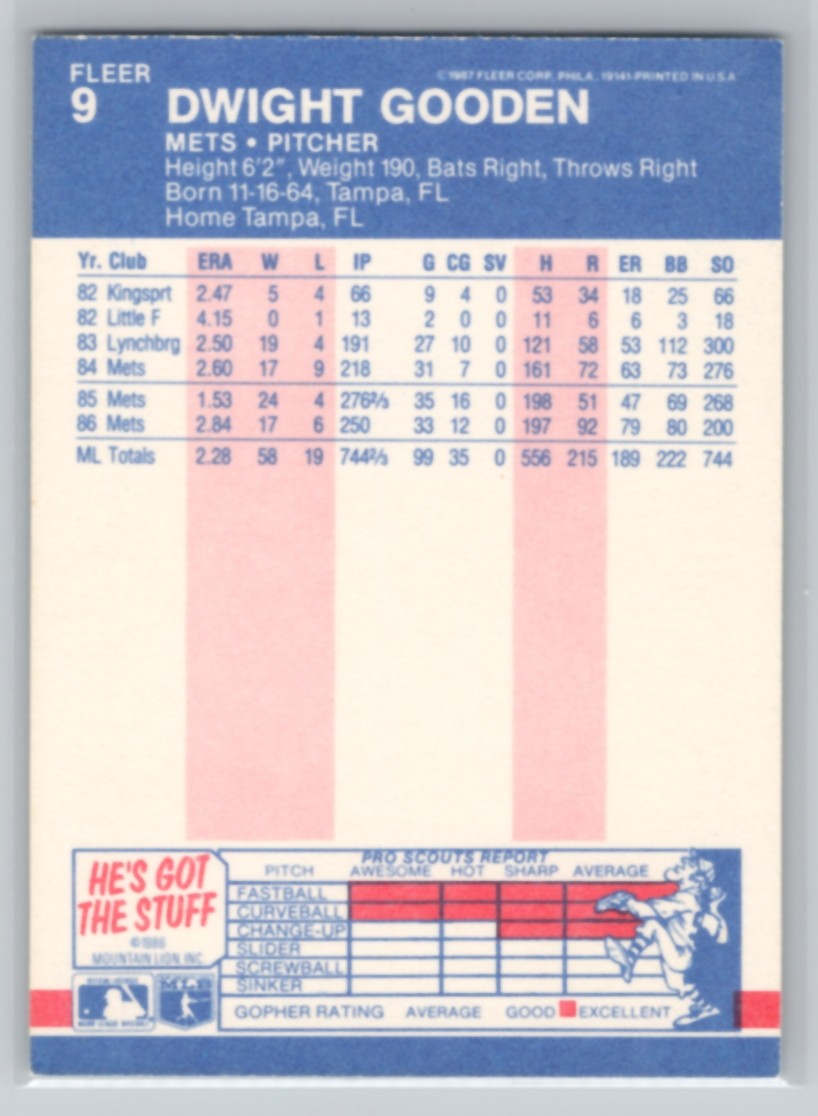 FLEER
©1987 FLEER CORP., PHILA., 19141-PRINTED IN U.S.A
9 DWIGHT GOODEN
METS • PITCHER
Height 6'2", Weight 190, Bats Right, Throws Right
Born 11-16-64, Tampa, FL
Home Tampa, FL
Yr. Club ERA W L IP G CG SV H R ER BB SO
82 Kingsprt 2.47 5 4 66 9 4 0 53 34 18 25 66
82 Little F 4.15 0 1 13 2 0 0 11 6 6 3 18
83 Lynchbrg 2.50 19 4 191 27 10 0 121 58 53 112 300
84 Mets 2.60 17 9 218 31 7 0 161 72 63 73 276
85 Mets 1.53 24 4 276⅔ 35 16 0 198 51 47 69 268
86 Mets 2.84 17 6 250 33 12 0 197 92 79 80 200
ML Totals 2.28 58 19 744⅔ 99 35 0 556 215 189 222 744
HE'S GOT
THE STUFF
©1986
MOUNTAIN LION, INC.
PRO SCOUTS REPORT
PITCH AWESOME HOT SHARP AVERAGE
FASTBALL
CURVEBALL
CHANGE-UP
SLIDER
SCREWBALL
SINKER
GOPHER RATING AVERAGE GOOD EXCELLENT